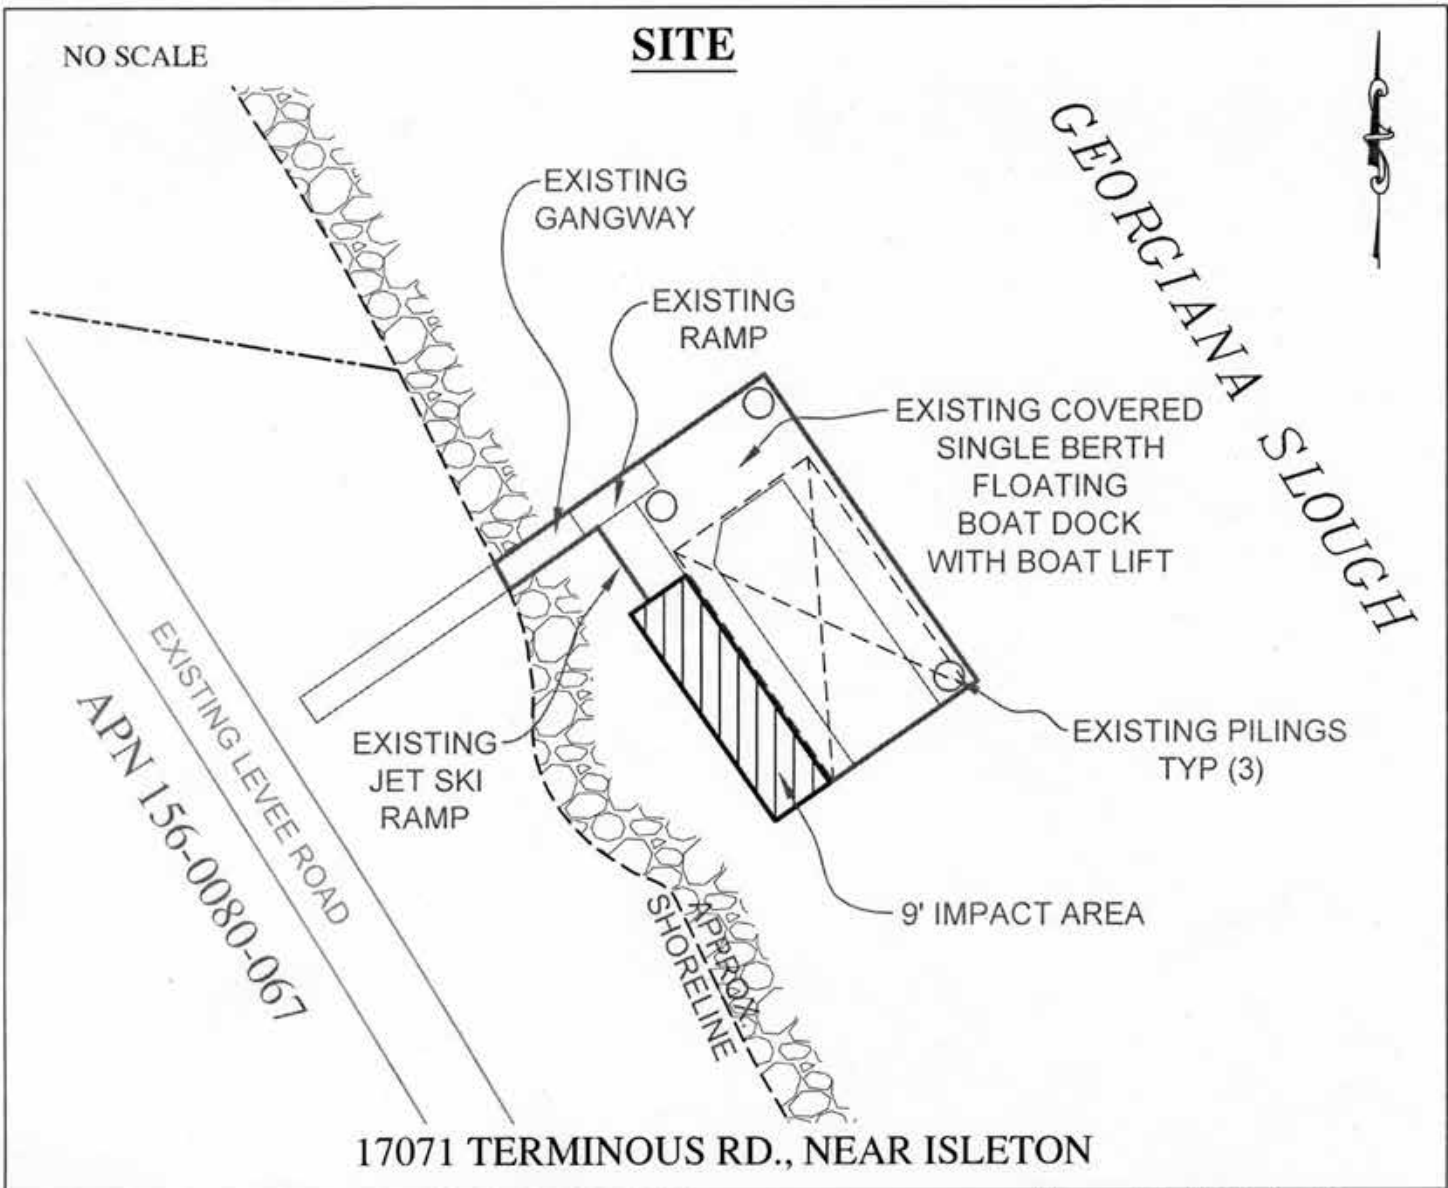 SITE
NO SCALE
EXISTING
GANGWAY
EXISTING
RAMP
GEORGIANA SLOUGH
EXISTING COVERED
SINGLE BERTH
FLOATING
BOAT DOCK
WITH BOAT LIFT
EXISTING LEVEE ROAD
APN 156-0080-067
EXISTING
JET SKI
RAMP
EXISTING PILINGS
TYP (3)
9' IMPACT AREA
APRROX.
SHORELINE
17071 TERMINOUS RD., NEAR ISLETON